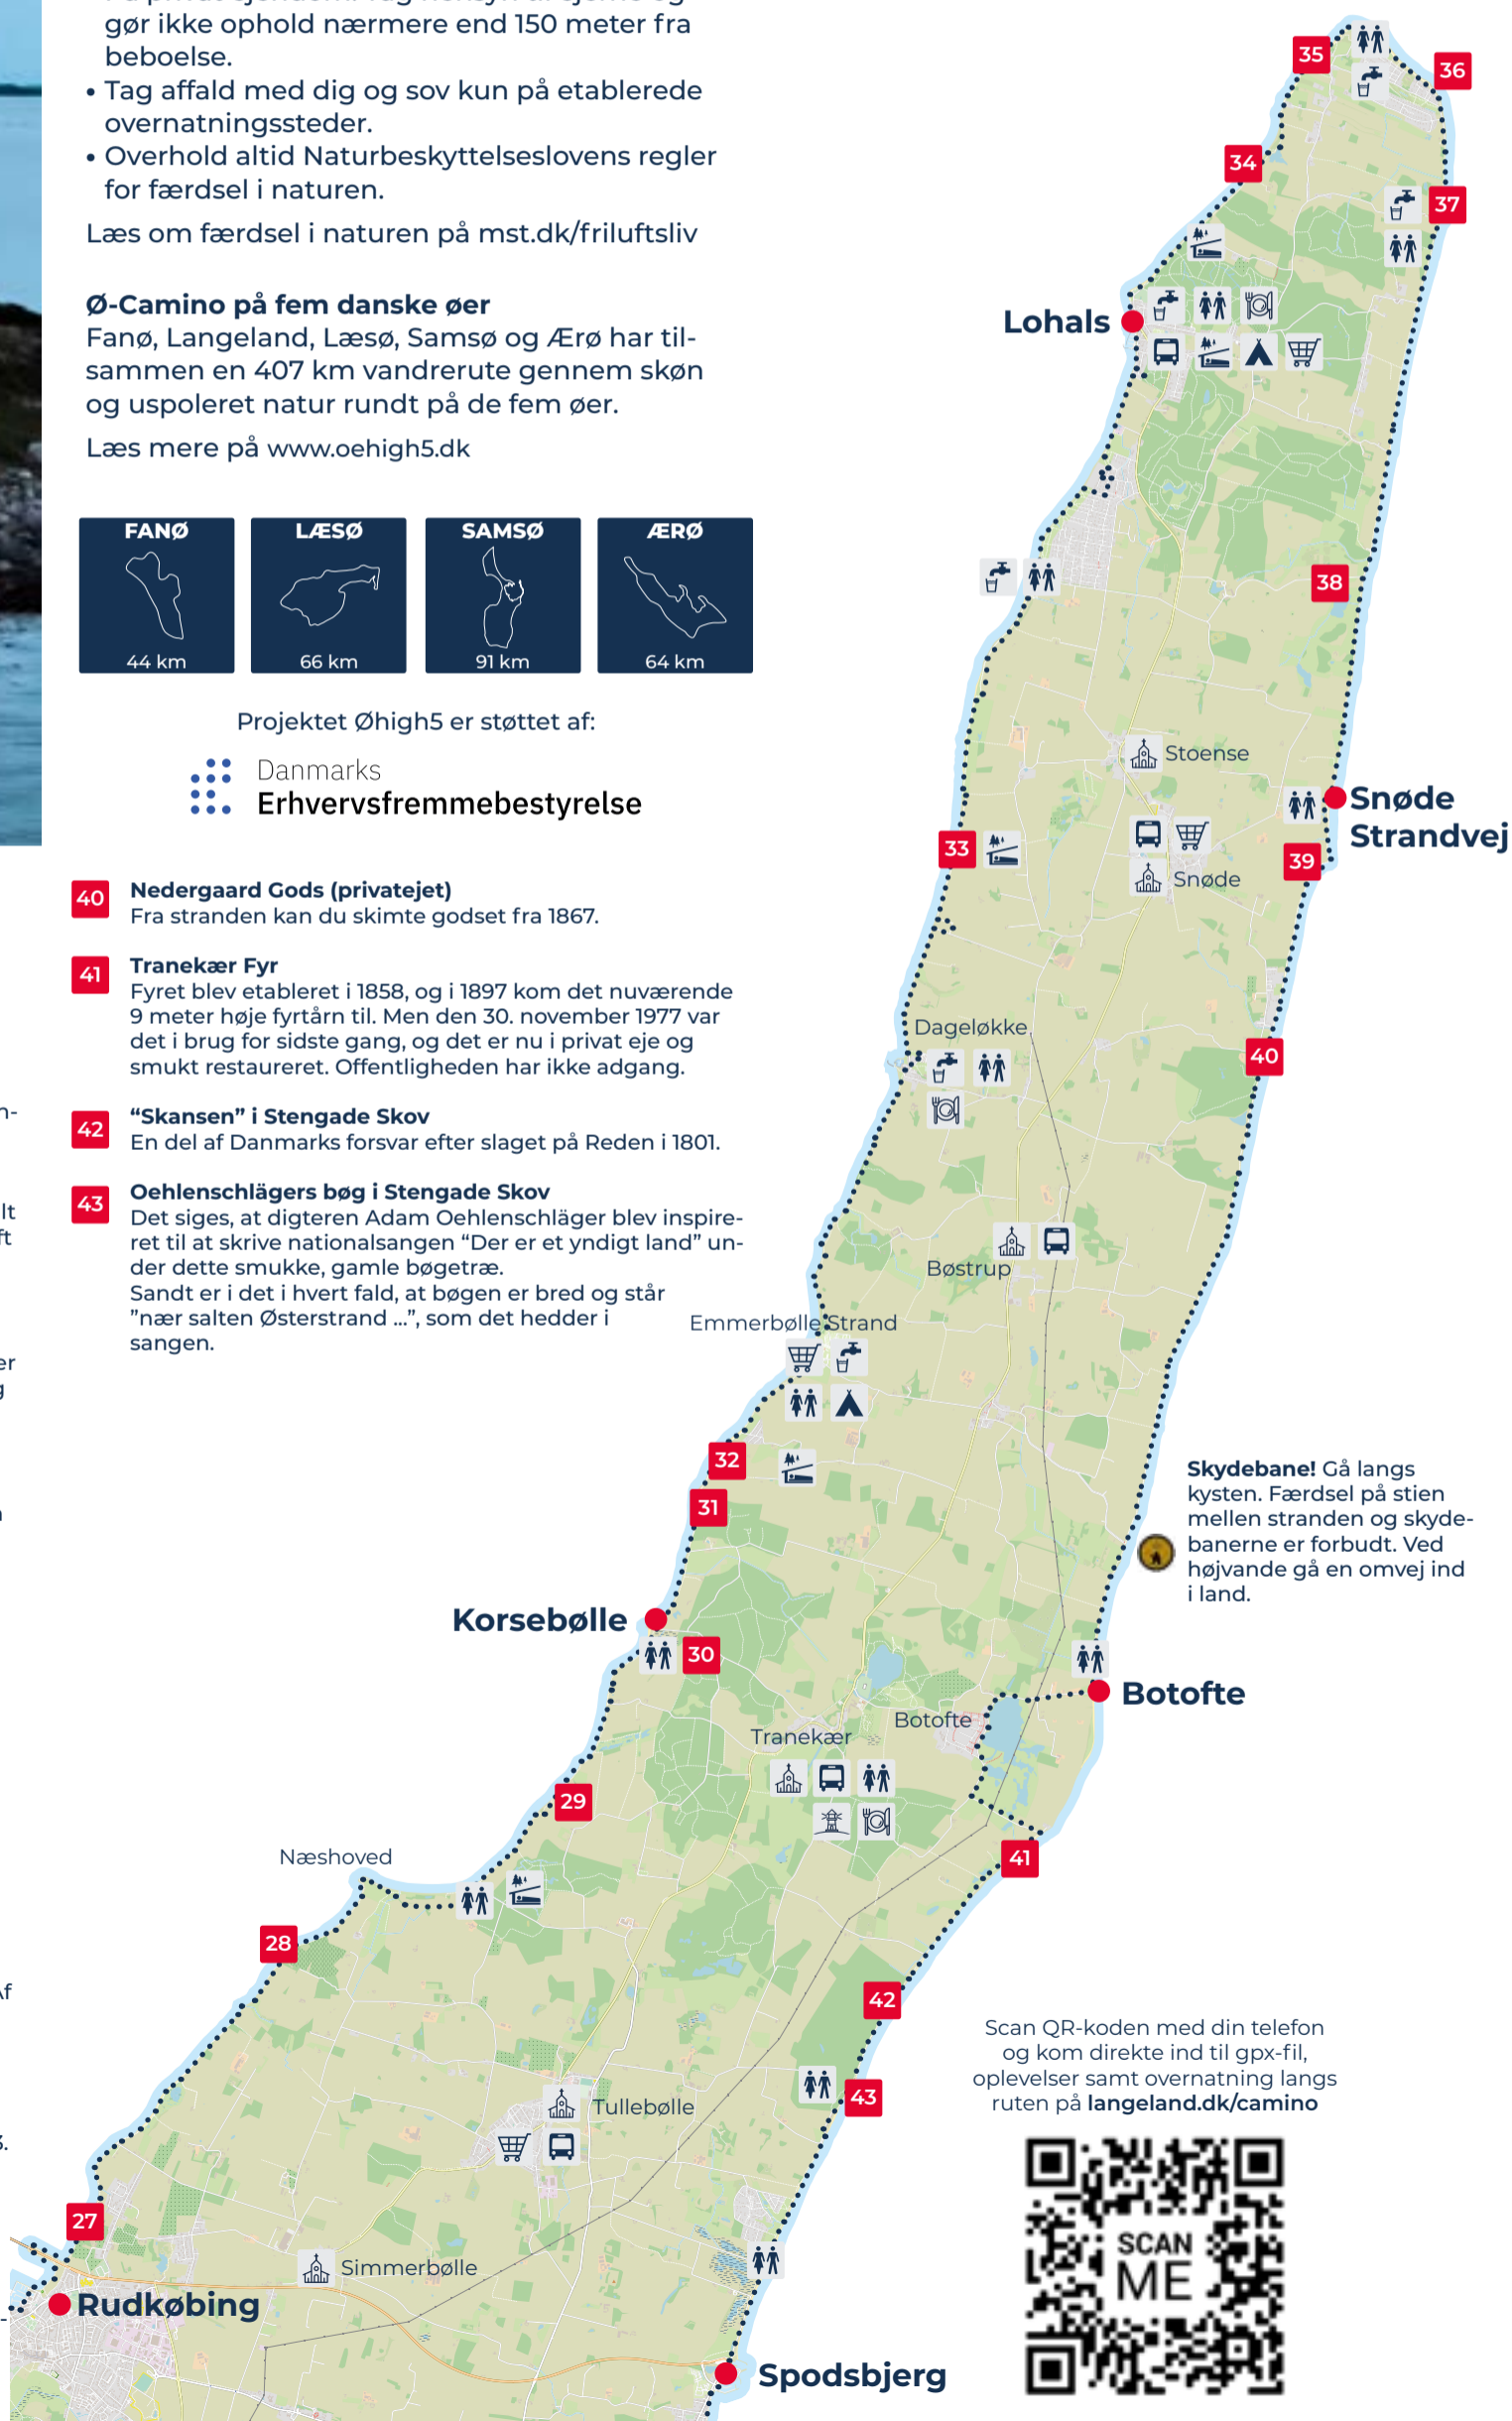 gør ikke ophold nærmere end 150 meter fra
beboelse.
• Tag affald med dig og sov kun på etablerede
overnatningssteder.
• Overhold altid Naturbeskyttelseslovens regler
for færdsel i naturen.
Læs om færdsel i naturen på mst.dk/friluftsliv
Ø-Camino på fem danske øer
Fanø, Langeland, Læsø, Samsø og Ærø har til-
sammen en 407 km vandrerute gennem skøn
og uspoleret natur rundt på de fem øer.
Læs mere på www.oehigh5.dk
FANØ
44 km
LÆSØ
66 km
SAMSØ
91 km
ÆRØ
64 km
Projektet Øhigh5 er støttet af:
Danmarks
Erhvervsfremmebestyrelse
40 Nedergaard Gods (privatejet)
Fra stranden kan du skimte godset fra 1867.
41 Tranekær Fyr
Fyret blev etableret i 1858, og i 1897 kom det nuværende
9 meter høje fyrtårn til. Men den 30. november 1977 var
det i brug for sidste gang, og det er nu i privat eje og
smukt restaureret. Offentligheden har ikke adgang.
42 “Skansen” i Stengade Skov
En del af Danmarks forsvar efter slaget på Reden i 1801.
43 Oehlenschlägers bøg i Stengade Skov
Det siges, at digteren Adam Oehlenschläger blev inspire-
ret til at skrive nationalsangen “Der er et yndigt land” un-
der dette smukke, gamle bøgetræ.
Sandt er i det i hvert fald, at bøgen er bred og står
”nær salten Østerstrand ...”, som det hedder i
sangen.
35
36
34
37
Lohals
38
Stoense
Snøde
Strandvej
33
39
Snøde
Dageløkke
40
Bøstrup
Emmerbølle Strand
32
31
Skydebane! Gå langs
kysten. Færdsel på stien
mellen stranden og skyde-
banerne er forbudt. Ved
højvande gå en omvej ind
i land.
Korsebølle
30
Botofte
Botofte
Tranekær
29
41
Næshoved
28
42
43
Tullebølle
27
Simmerbølle
Rudkøbing
Spodsbjerg
Scan QR-koden med din telefon
og kom direkte ind til gpx-fil,
oplevelser samt overnatning langs
ruten på langeland.dk/camino
SCAN
ME